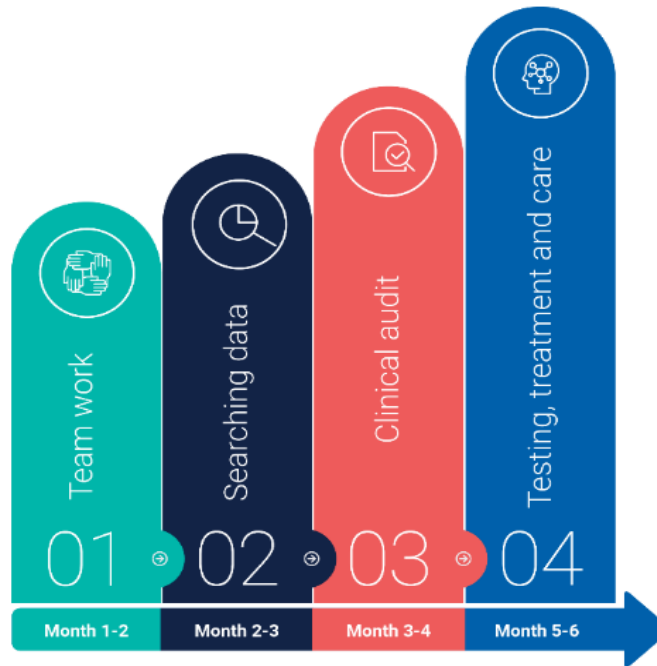 Team work
Searching data
Clinical audit
Testing, treatment and care
01
02
03
04
Month 1-2
Month 2-3
Month 3-4
Month 5-6